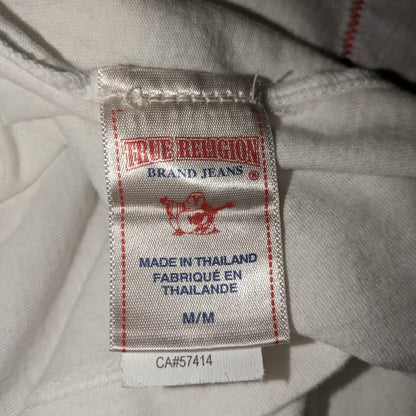 TRUE RELIGION
BRAND JEANS ®
MADE IN THAILAND
FABRIQUÉ EN
THAILANDE
M/M
CA#57414